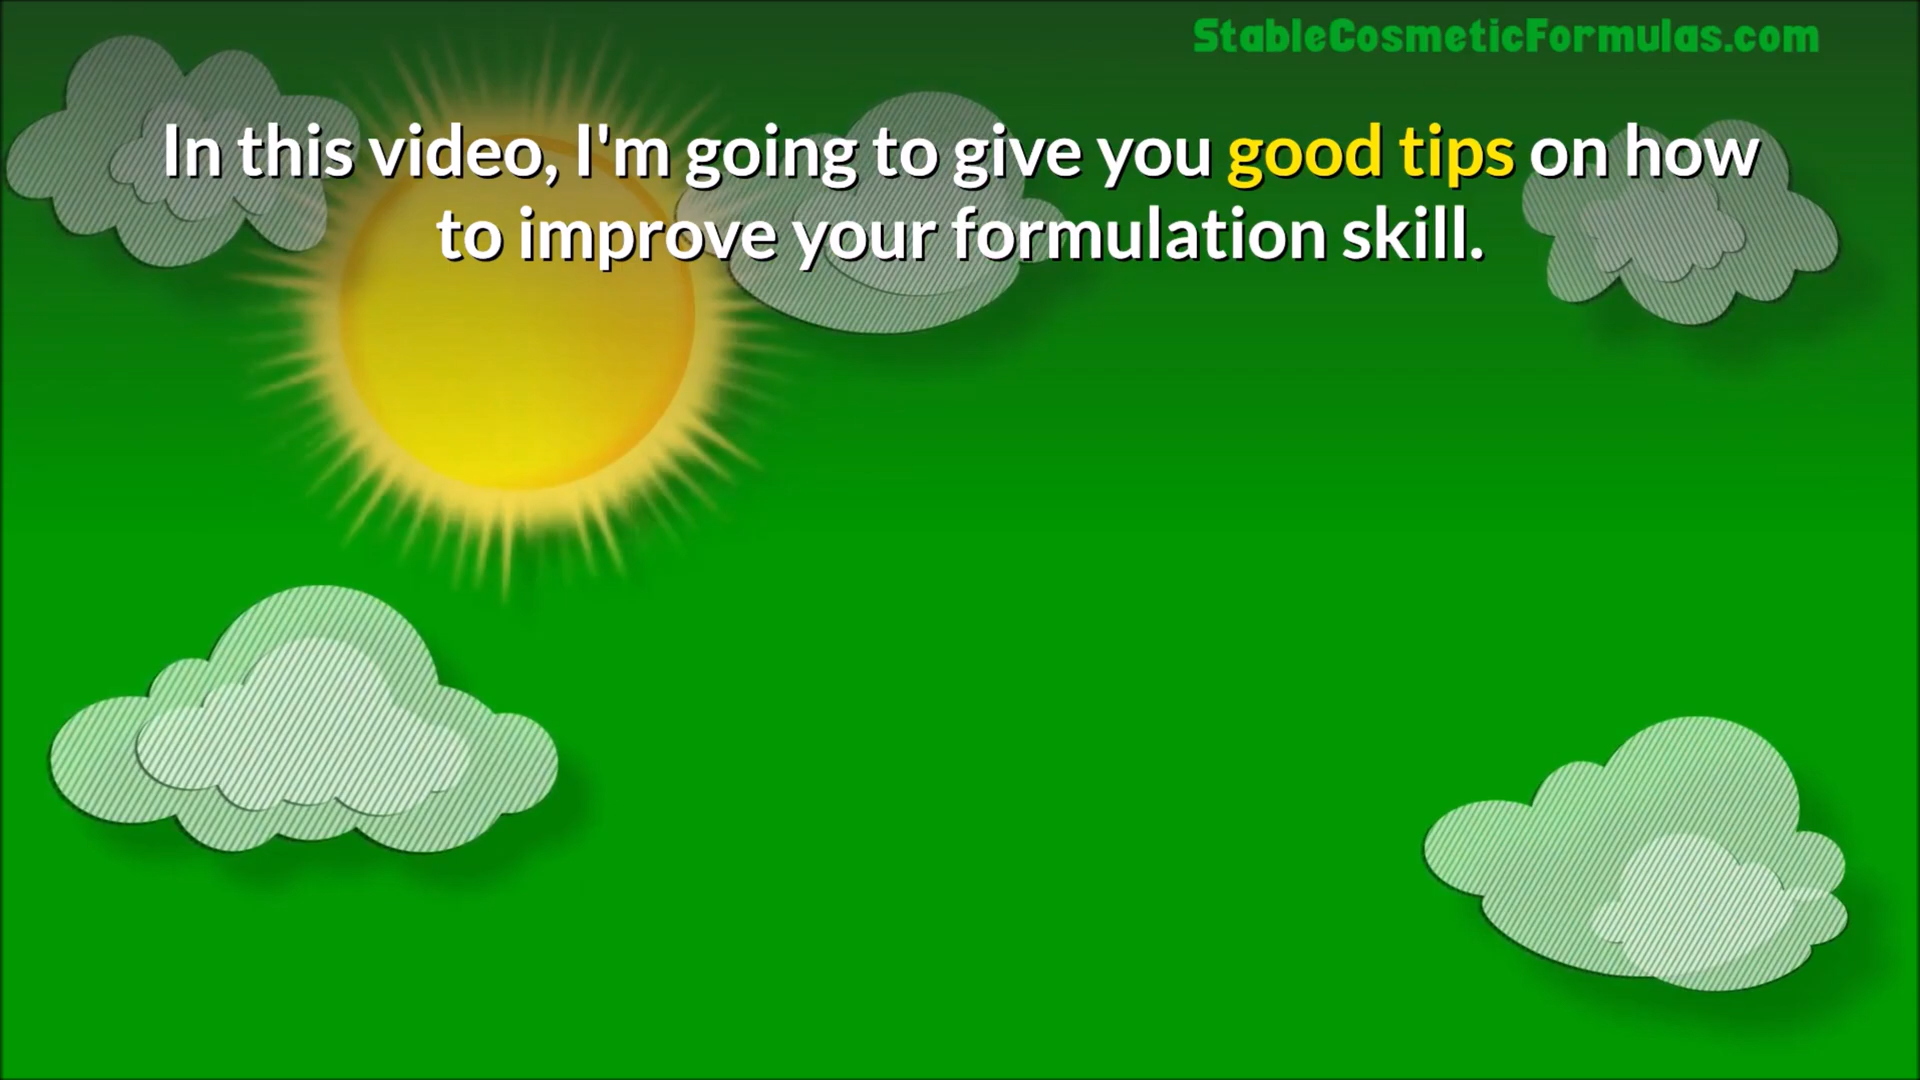 StableCosmeticFormulas.com
In this video, I'm going to give you good tips on how
to improve your formulation skill.